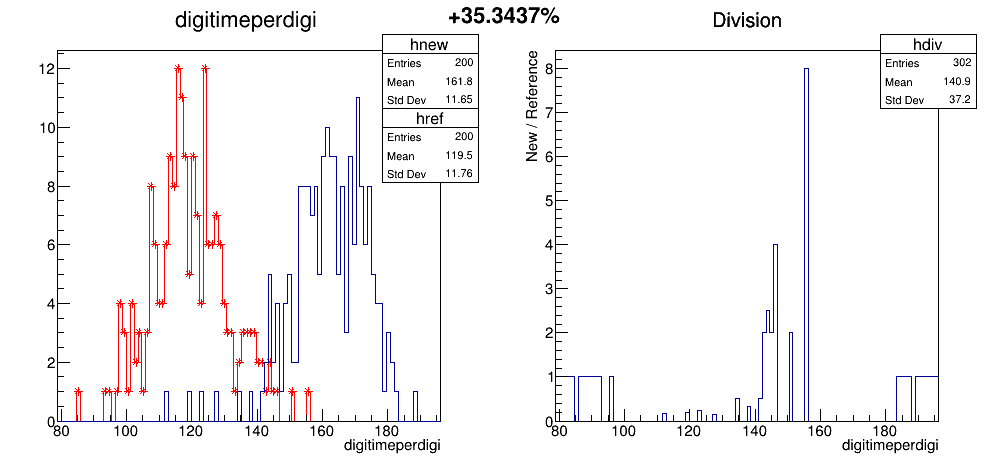 +35.3437%
digitimeperdigi
hnew
Entries 200
Mean 161.8
Std Dev 11.65
href
Entries 200
Mean 119.5
Std Dev 11.76
12
10
8
6
4
2
0
80 100 120 140 160 180
digitimeperdigi
Division
hdiv
Entries 302
Mean 140.9
Std Dev 37.2
New / Reference
8
7
6
5
4
3
2
1
0
80 100 120 140 160 180
digitimeperdigi